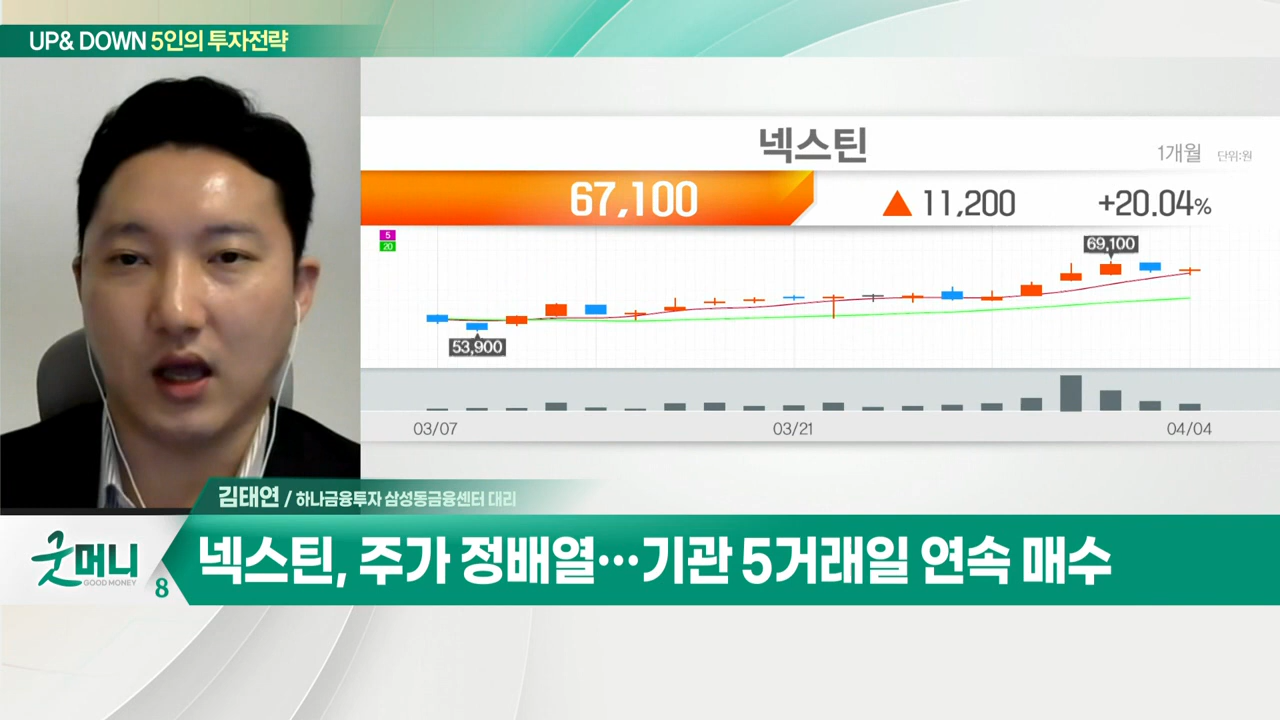 UP& DOWN 5인의 투자전략
넥스틴
1개월 단위:원
67,100
▲ 11,200
+20.04%
5
20
69,100
53,900
03/07
03/21
04/04
김태연 / 하나금융투자 삼성동금융센터 대리
굿머니
GOOD MONEY
8
넥스틴, 주가 정배열…기관 5거래일 연속 매수